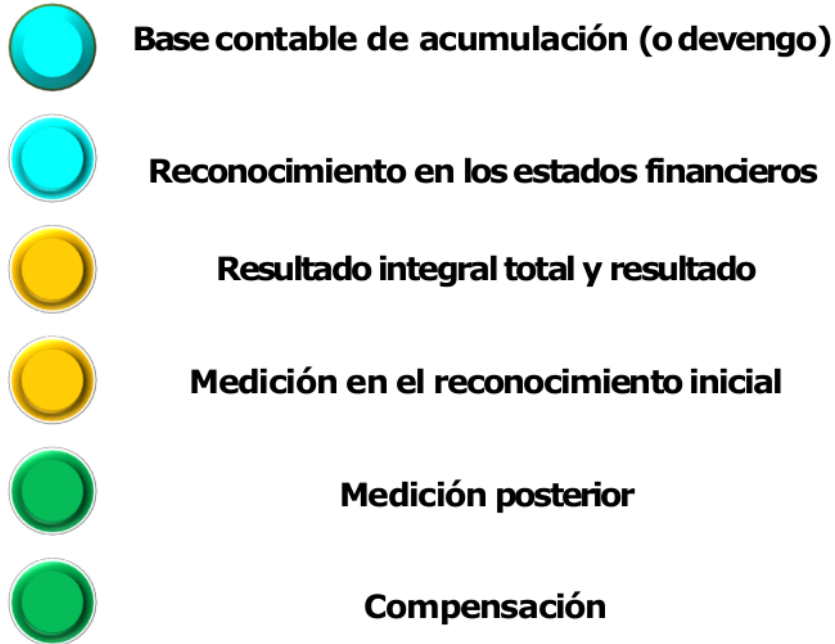 Base contable de acumulación (o devengo)
Reconocimiento en los estados financieros
Resultado integral total y resultado
Medición en el reconocimiento inicial
Medición posterior
Compensación